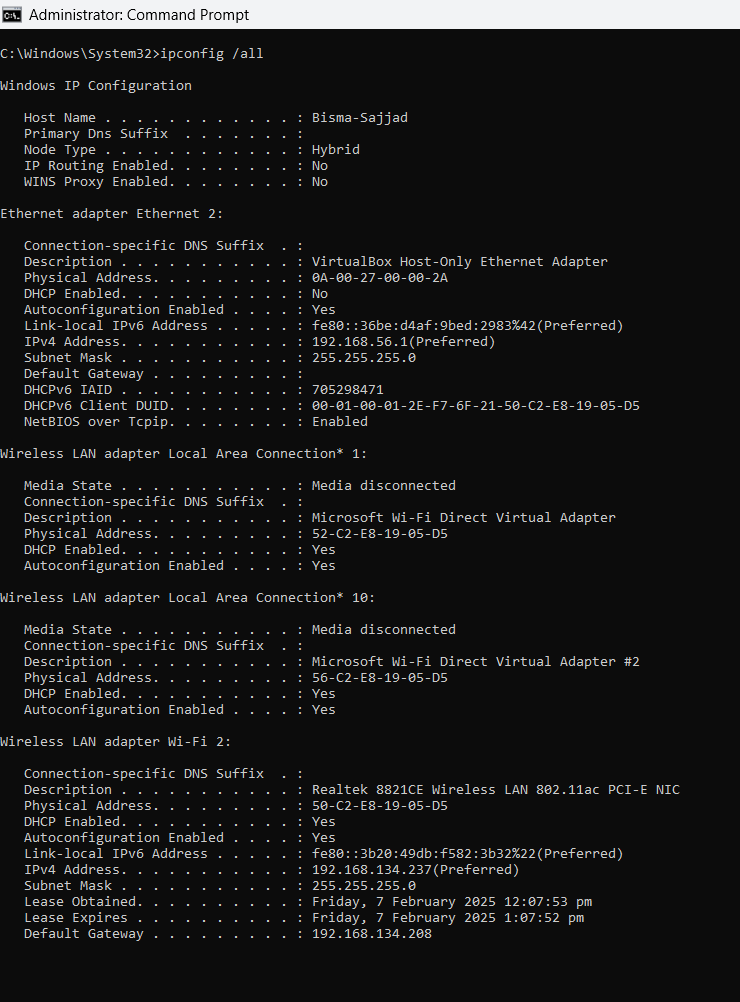 Administrator: Command Prompt
C:\Windows\System32>ipconfig /all
Windows IP Configuration
Host Name . . . . . . . . . . . . : Bisma-Sajjad
Primary Dns Suffix  . . . . . . . :
Node Type . . . . . . . . . . . . : Hybrid
IP Routing Enabled. . . . . . . . : No
WINS Proxy Enabled. . . . . . . . : No
Ethernet adapter Ethernet 2:
Connection-specific DNS Suffix  . :
Description . . . . . . . . . . . : VirtualBox Host-Only Ethernet Adapter
Physical Address. . . . . . . . . : 0A-00-27-00-00-2A
DHCP Enabled. . . . . . . . . . . : No
Autoconfiguration Enabled . . . . : Yes
Link-local IPv6 Address . . . . . : fe80::36be:d4af:9bed:2983%42(Preferred)
IPv4 Address. . . . . . . . . . . : 192.168.56.1(Preferred)
Subnet Mask . . . . . . . . . . . : 255.255.255.0
Default Gateway . . . . . . . . . :
DHCPv6 IAID . . . . . . . . . . . : 705298471
DHCPv6 Client DUID. . . . . . . . : 00-01-00-01-2E-F7-6F-21-50-C2-E8-19-05-D5
NetBIOS over Tcpip. . . . . . . . : Enabled
Wireless LAN adapter Local Area Connection* 1:
Media State . . . . . . . . . . . : Media disconnected
Connection-specific DNS Suffix  . :
Description . . . . . . . . . . . : Microsoft Wi-Fi Direct Virtual Adapter
Physical Address. . . . . . . . . : 52-C2-E8-19-05-D5
DHCP Enabled. . . . . . . . . . . : Yes
Autoconfiguration Enabled . . . . : Yes
Wireless LAN adapter Local Area Connection* 10:
Media State . . . . . . . . . . . : Media disconnected
Connection-specific DNS Suffix  . :
Description . . . . . . . . . . . : Microsoft Wi-Fi Direct Virtual Adapter #2
Physical Address. . . . . . . . . : 56-C2-E8-19-05-D5
DHCP Enabled. . . . . . . . . . . : Yes
Autoconfiguration Enabled . . . . : Yes
Wireless LAN adapter Wi-Fi 2:
Connection-specific DNS Suffix  . :
Description . . . . . . . . . . . : Realtek 8821CE Wireless LAN 802.11ac PCI-E NIC
Physical Address. . . . . . . . . : 50-C2-E8-19-05-D5
DHCP Enabled. . . . . . . . . . . : Yes
Autoconfiguration Enabled . . . . : Yes
Link-local IPv6 Address . . . . . : fe80::3b20:49db:f582:3b32%22(Preferred)
IPv4 Address. . . . . . . . . . . : 192.168.134.237(Preferred)
Subnet Mask . . . . . . . . . . . : 255.255.255.0
Lease Obtained. . . . . . . . . . : Friday, 7 February 2025 12:07:53 pm
Lease Expires . . . . . . . . . . : Friday, 7 February 2025 1:07:52 pm
Default Gateway . . . . . . . . . : 192.168.134.208